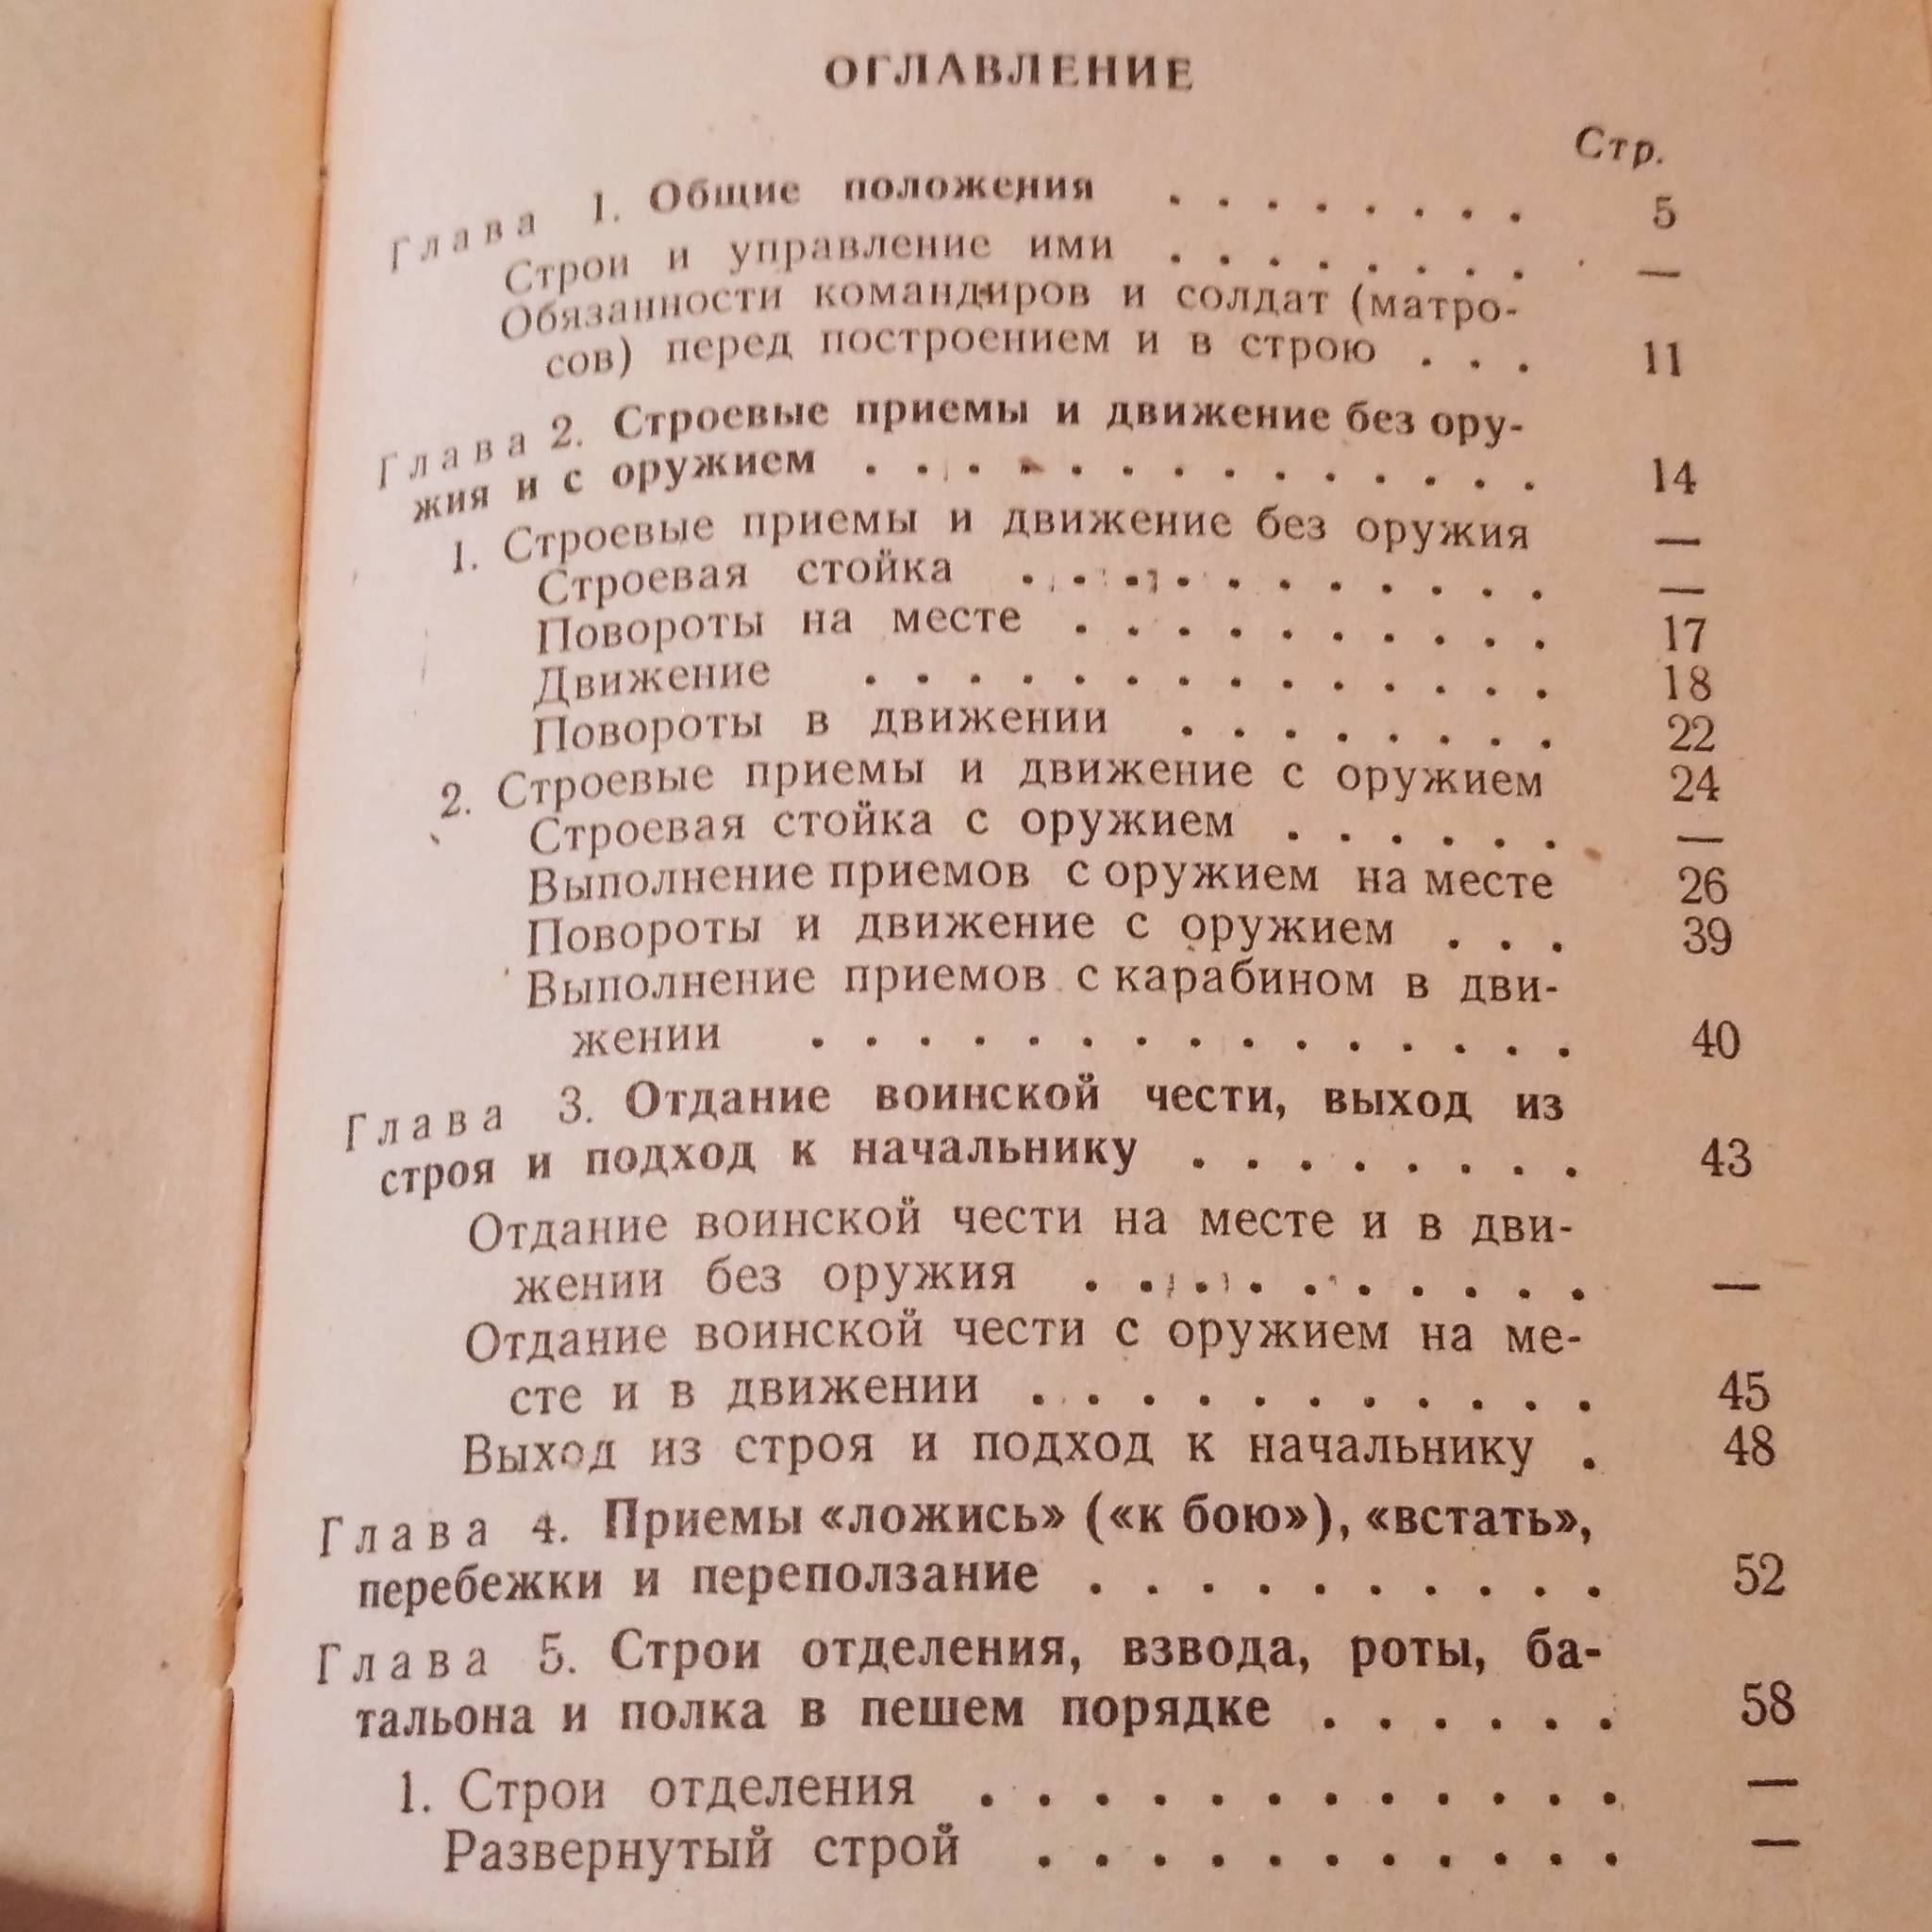 ОГЛАВЛЕНИЕ
Стр.
Глава 1. Общие положения . . . . . . . . 5
Строи и управление ими . . . . . . . . —
Обязанности командиров и солдат (матро-
сов) перед построением и в строю . . . 11
Глава 2. Строевые приемы и движение без ору-
жия и с оружием . . . . . . . . . . . . . . 14
1. Строевые приемы и движение без оружия —
Строевая стойка . . . . . . . . . . . —
Повороты на месте . . . . . . . . . . 17
Движение . . . . . . . . . . . . . . 18
Повороты в движении . . . . . . . . 22
2. Строевые приемы и движение с оружием 24
Строевая стойка с оружием . . . . . . —
Выполнение приемов с оружием на месте 26
Повороты и движение с оружием . . . 39
Выполнение приемов с карабином в дви-
жении . . . . . . . . . . . . . . . 40
Глава 3. Отдание воинской чести, выход из
строя и подход к начальнику . . . . . . . . 43
Отдание воинской чести на месте и в дви-
жении без оружия . . . . . . . . . . —
Отдание воинской чести с оружием на ме-
сте и в движении . . . . . . . . . . . 45
Выход из строя и подход к начальнику . 48
Глава 4. Приемы «ложись» («к бою»), «встать»,
перебежки и переползание . . . . . . . . . . 52
Глава 5. Строи отделения, взвода, роты, ба-
тальона и полка в пешем порядке . . . . . . 58
1. Строи отделения . . . . . . . . . . . . —
Развернутый строй . . . . . . . . . . . —